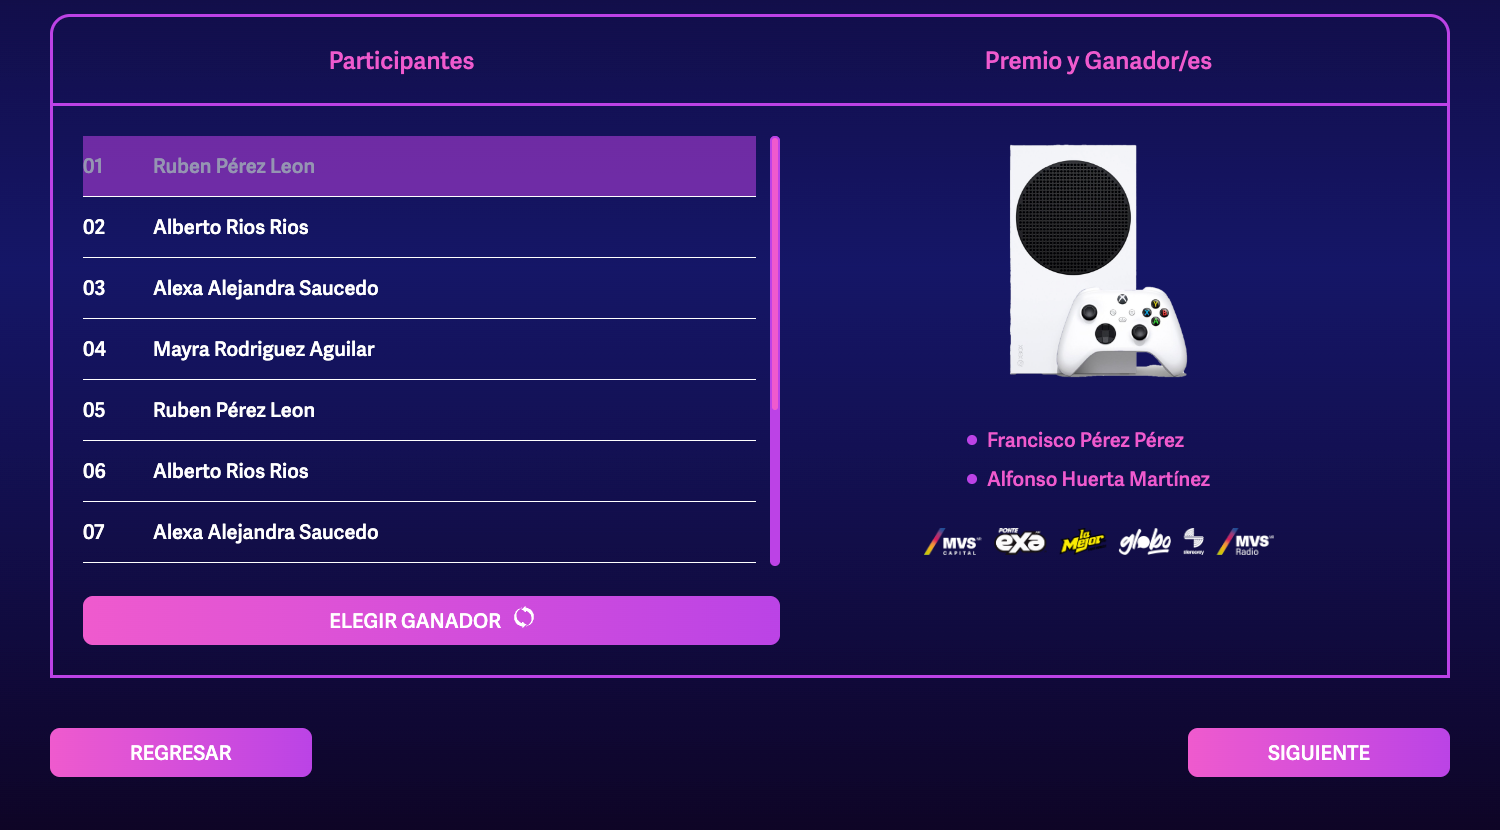 Participantes
Premio y Ganador/es
01 Ruben Pérez Leon
02 Alberto Rios Rios
03 Alexa Alejandra Saucedo
04 Mayra Rodriguez Aguilar
05 Ruben Pérez Leon
06 Alberto Rios Rios
07 Alexa Alejandra Saucedo
ELEGIR GANADOR
Y
X B
A
Francisco Pérez Pérez
Alfonso Huerta Martínez
MVS CAPITAL
PONTE exa
la Mejor
globo
MVS Radio
REGRESAR
SIGUIENTE